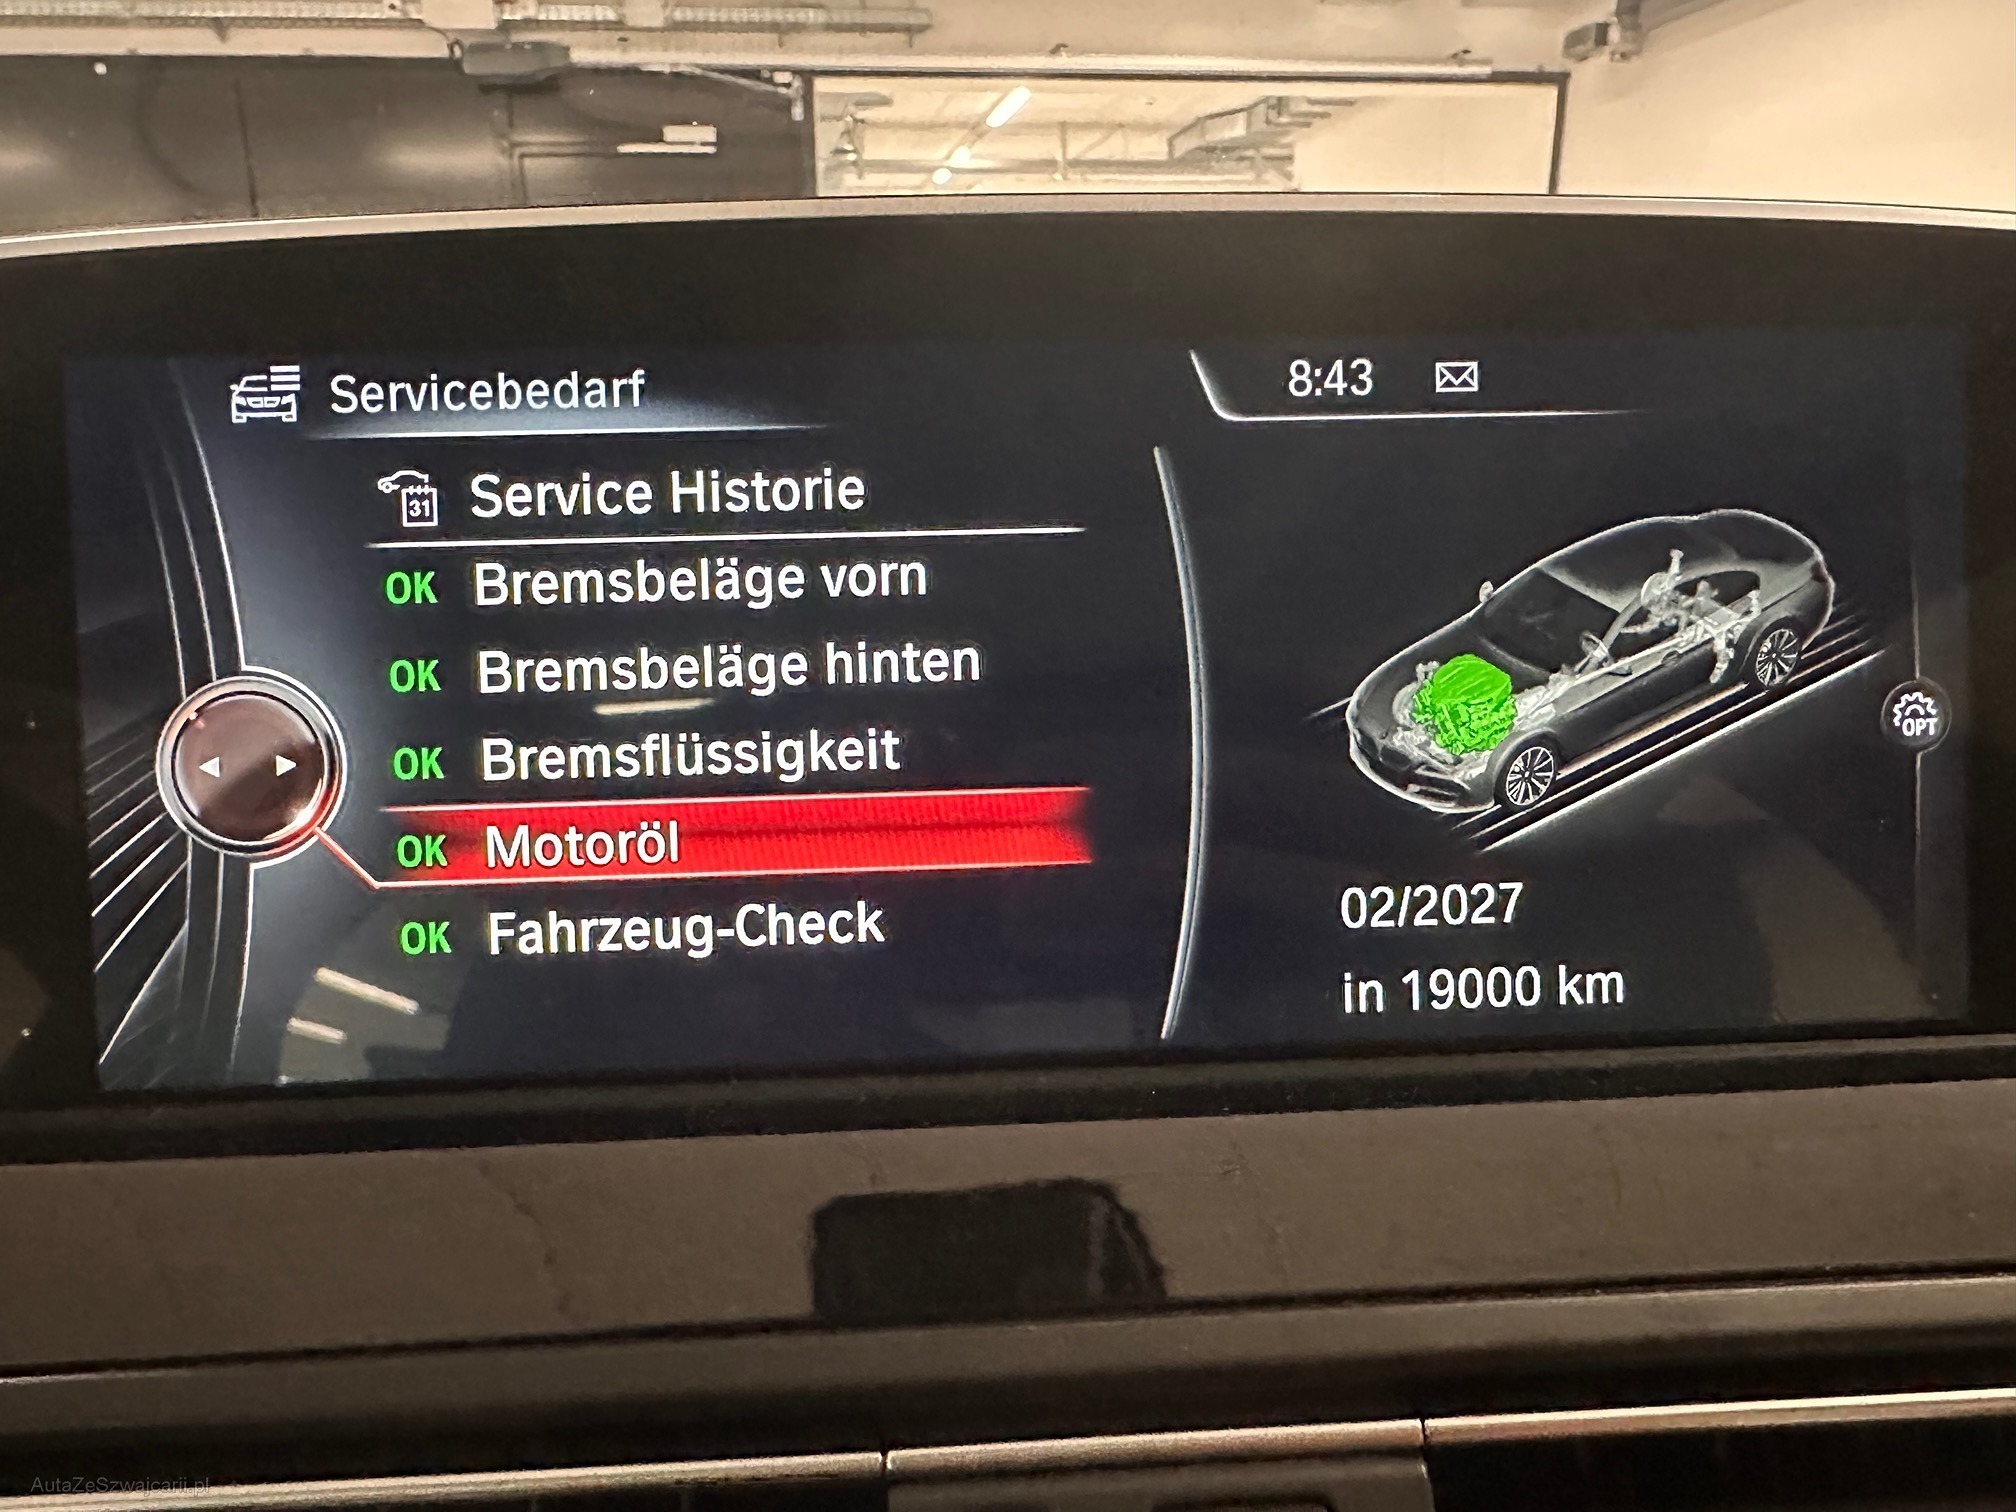 Servicebedarf
8:43
31 Service Historie
OK Bremsbeläge vorn
OK Bremsbeläge hinten
OK Bremsflüssigkeit
OK Motoröl
OK Fahrzeug-Check
OPT
02/2027
in 19000 km
AutaZeSzwajcarii.pl